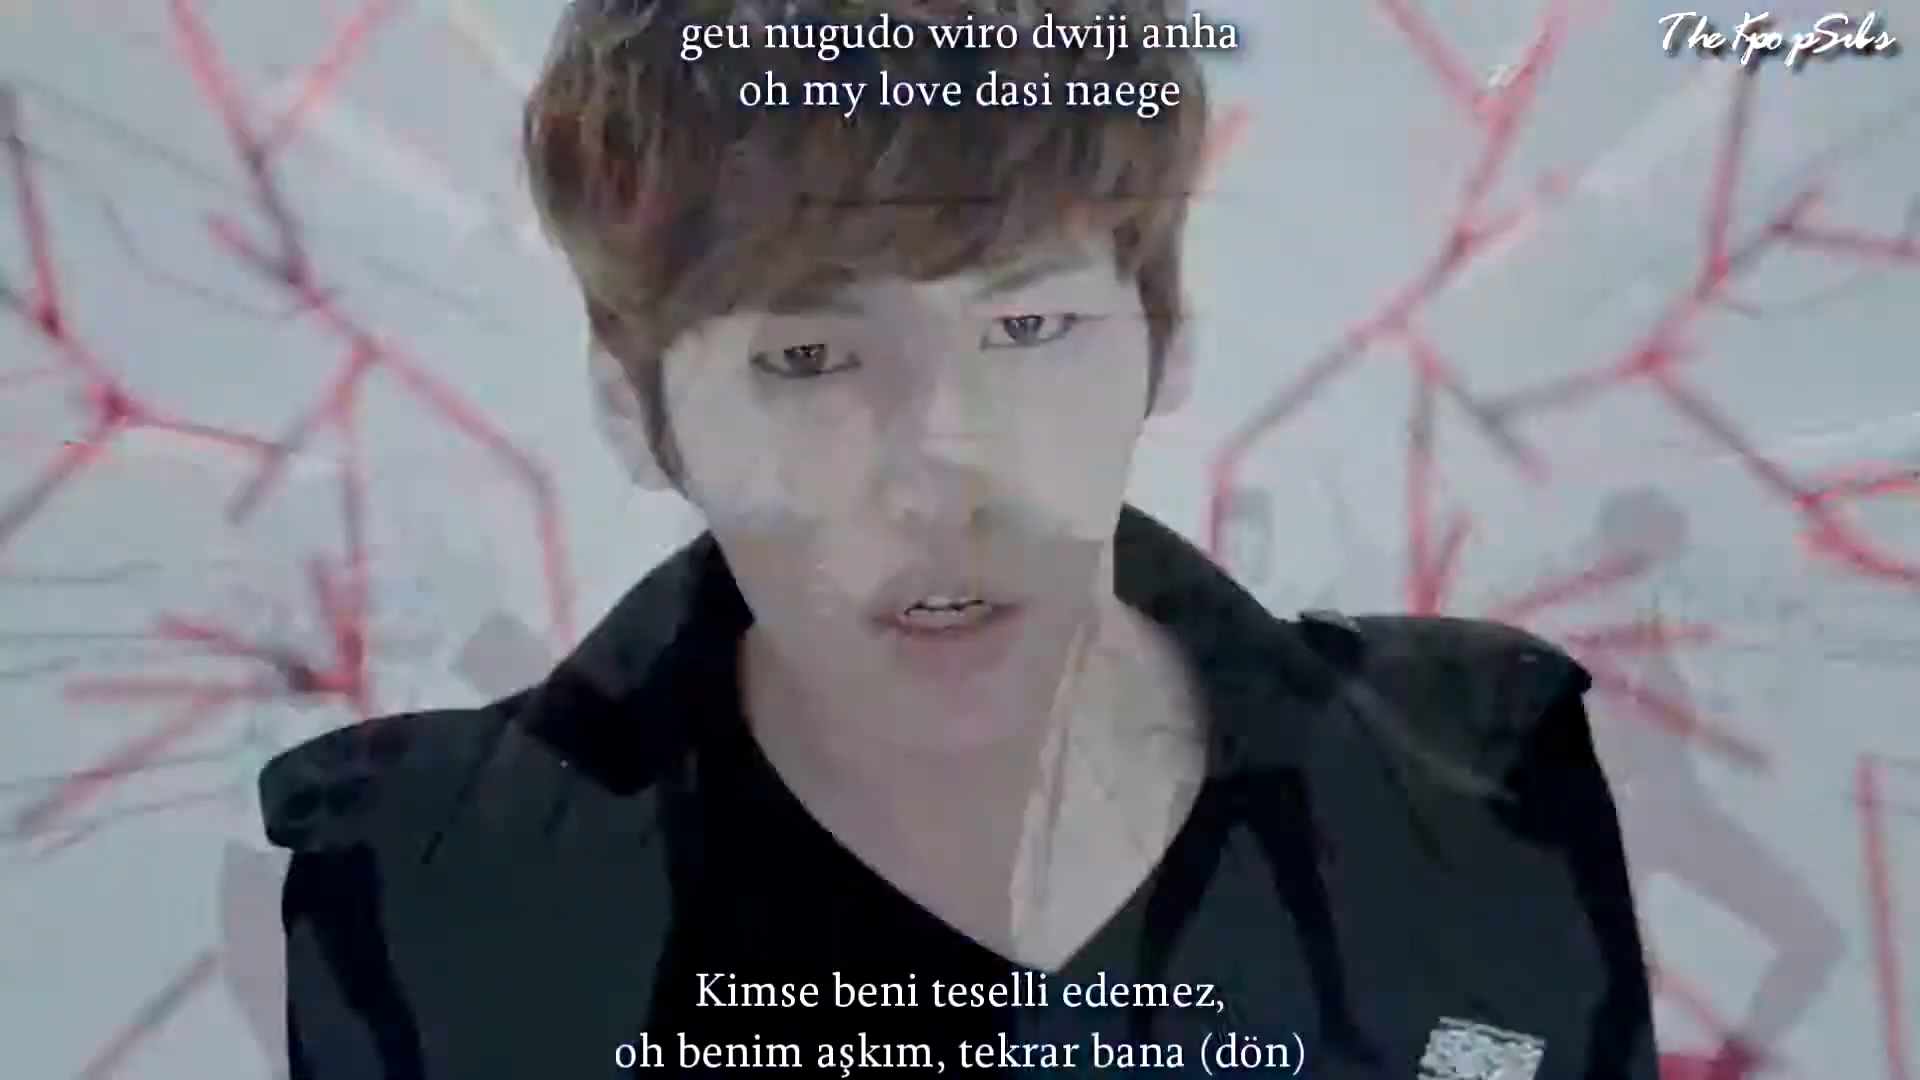 geu nugudo wiro dwiji anha
oh my love dasi naege
TheKpopSubs
Kimse beni teselli edemez,
oh benim aşkım, tekrar bana (dön)